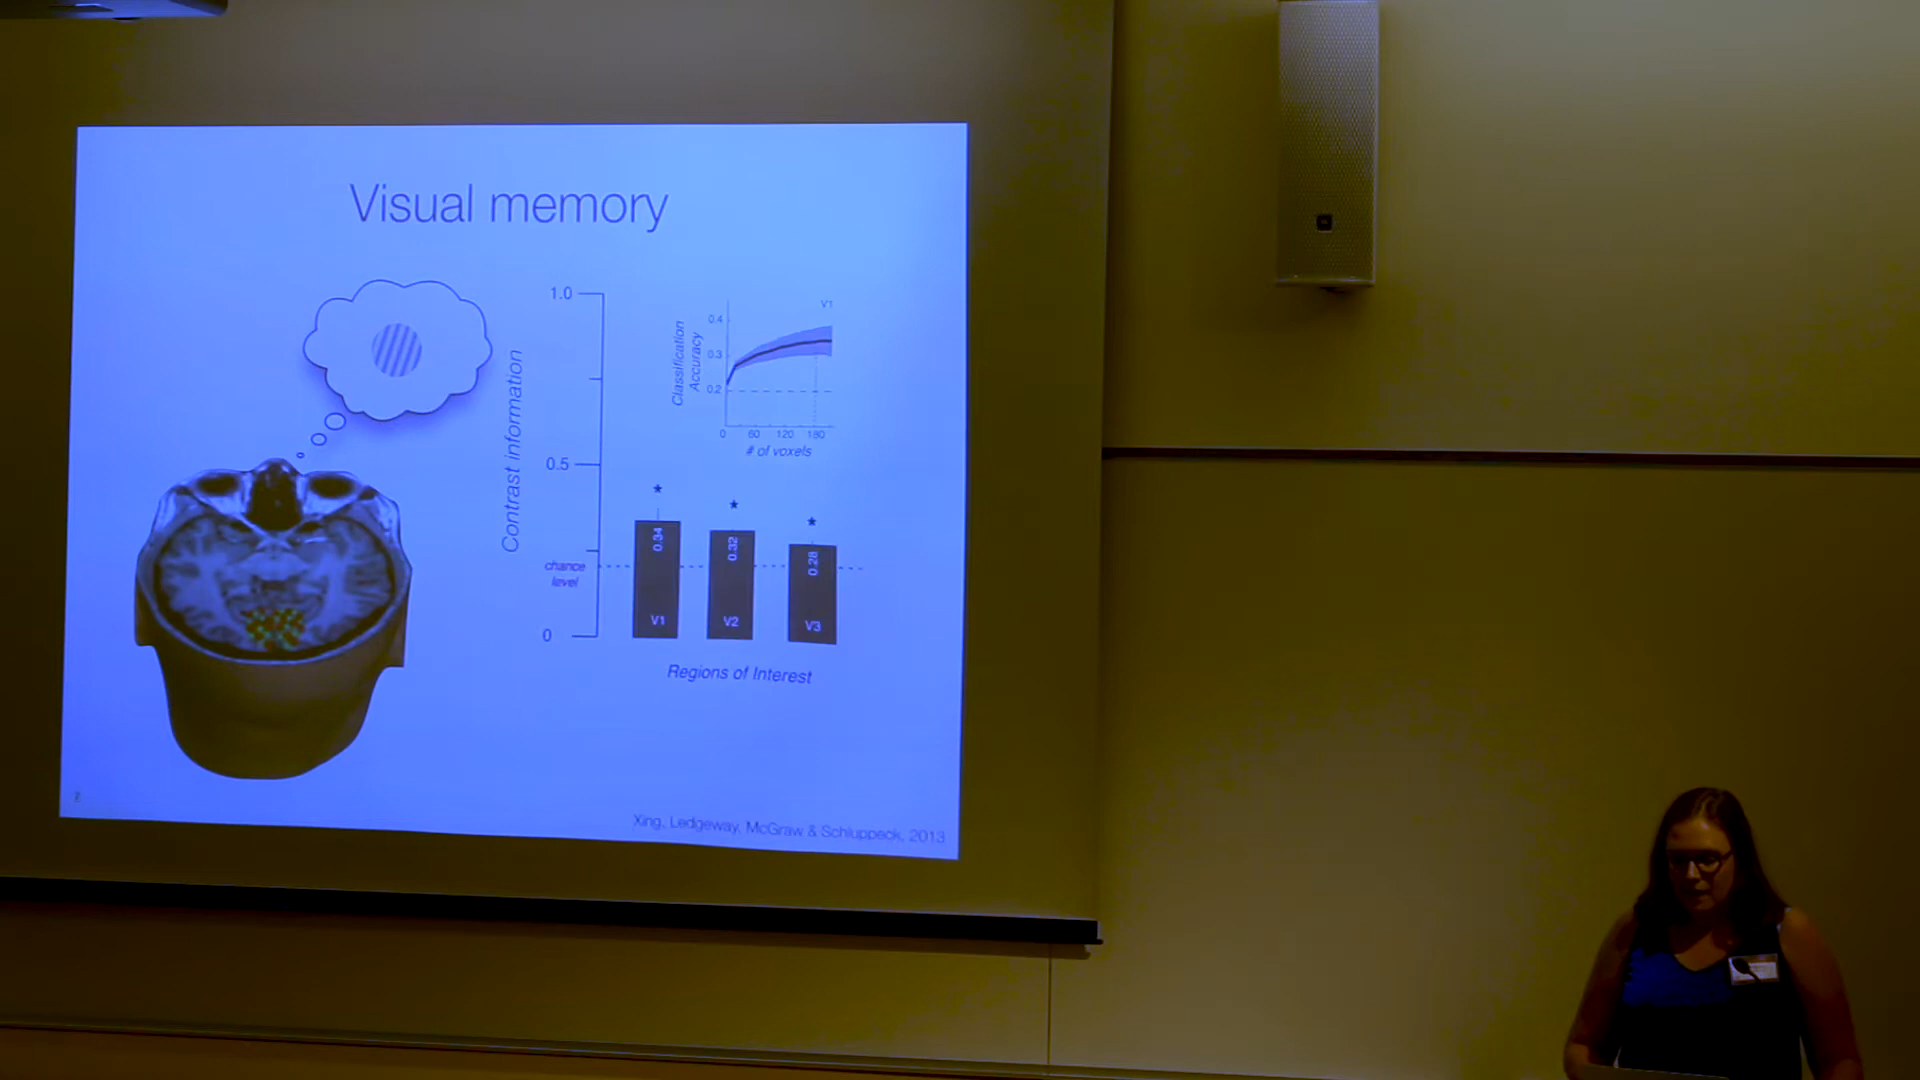 Visual memory
1.0
0.5
0
Contrast information
chance
level
0.34
0.32
0.28
V1
V2
V3
Regions of Interest
V1
Classification
Accuracy
0.4
0.3
0.2
0 60 120 180
# of voxels
Xing, Ledgeway, McGraw & Schluppeck, 2013